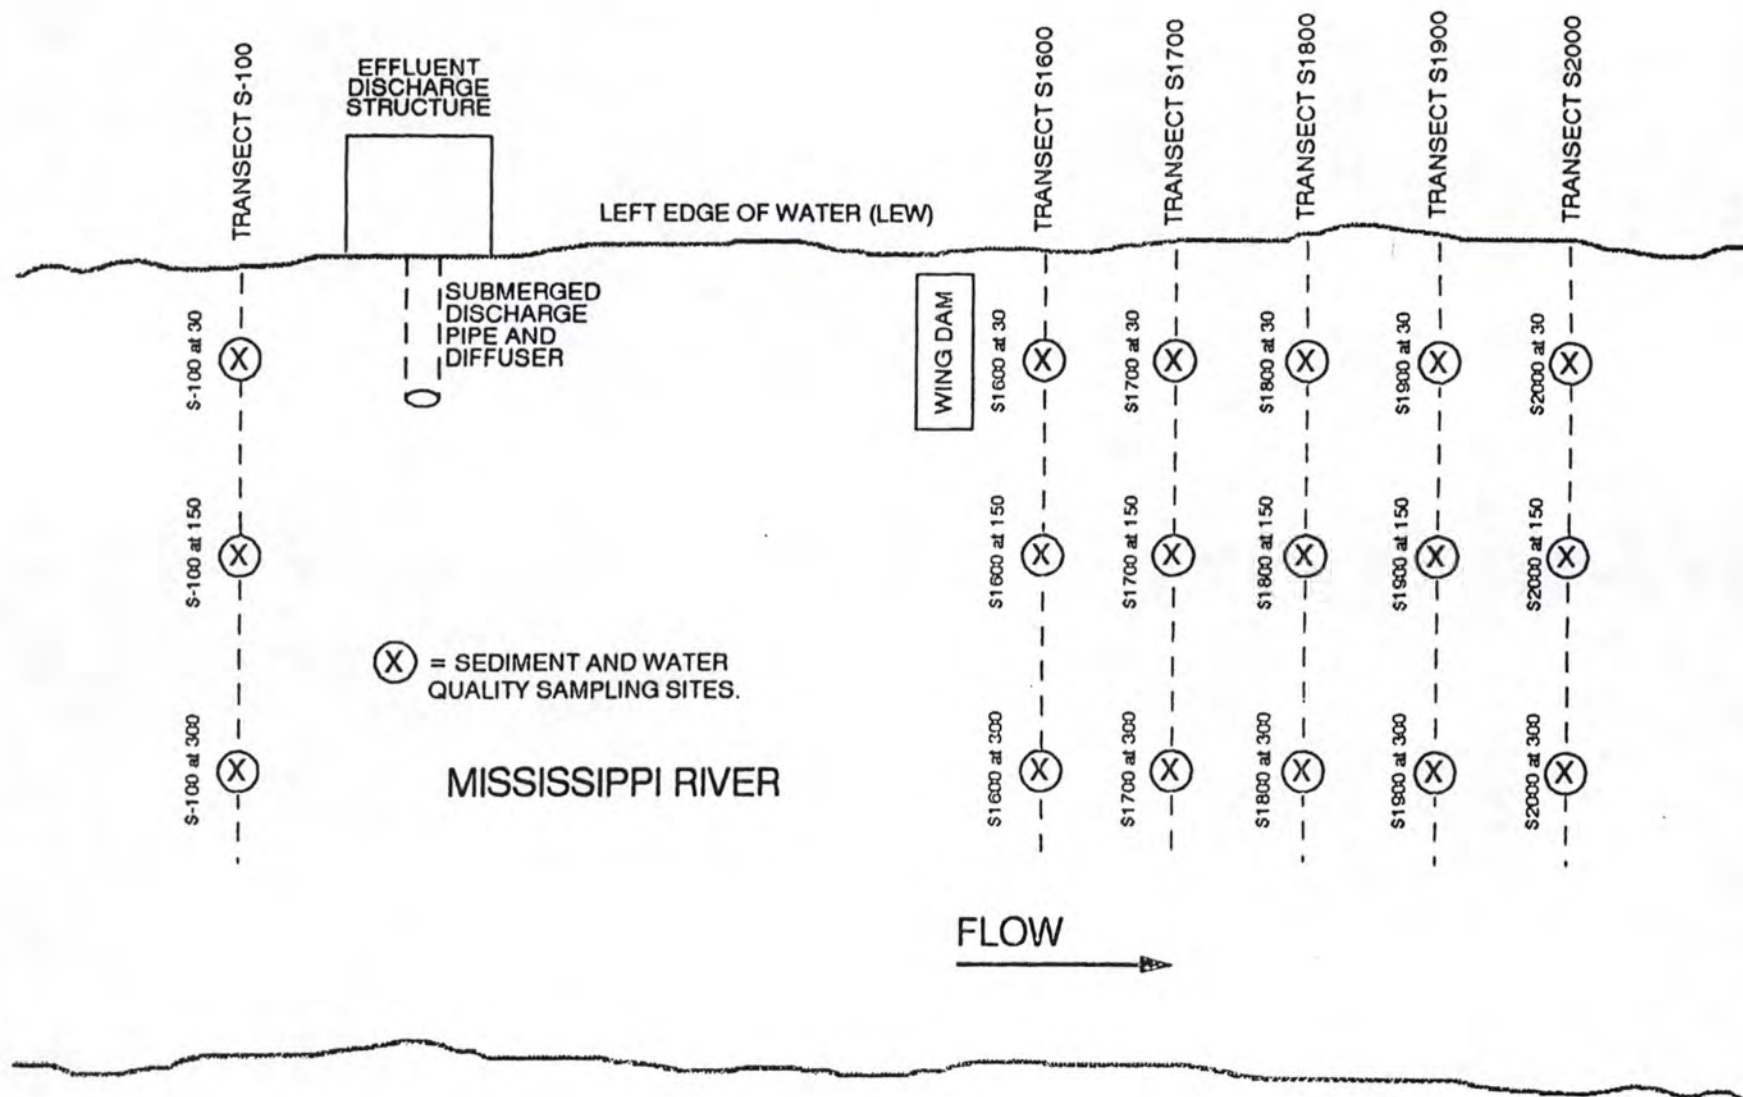 TRANSECT S-100
EFFLUENT
DISCHARGE
STRUCTURE
LEFT EDGE OF WATER (LEW)
TRANSECT S1600
TRANSECT S1700
TRANSECT S1800
TRANSECT S1900
TRANSECT S2000
SUBMERGED
DISCHARGE
PIPE AND
DIFFUSER
WING DAM
S-100 at 30
X
S1600 at 30
X
S1700 at 30
X
S1800 at 30
X
S1900 at 30
X
S2000 at 30
X
S-100 at 150
X
S1600 at 150
X
S1700 at 150
X
S1800 at 150
X
S1900 at 150
X
S2000 at 150
X
X = SEDIMENT AND WATER
QUALITY SAMPLING SITES.
S-100 at 300
X
MISSISSIPPI RIVER
S1600 at 300
X
S1700 at 300
X
S1800 at 300
X
S1900 at 300
X
S2000 at 300
X
FLOW